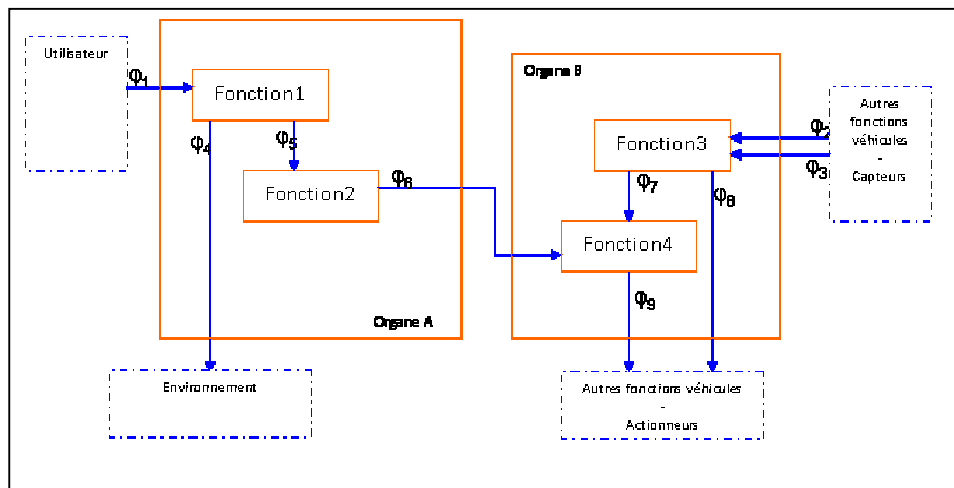 Utilisateur
φ1
Fonction1
φ4
φ5
Fonction2
φ6
Organe A
Environnement
Organe B
Fonction3
φ2
φ3
Autres
fonctions
véhicules
-
Capteurs
φ7
φ8
Fonction4
φ9
Autres fonctions véhicules
-
Actionneurs